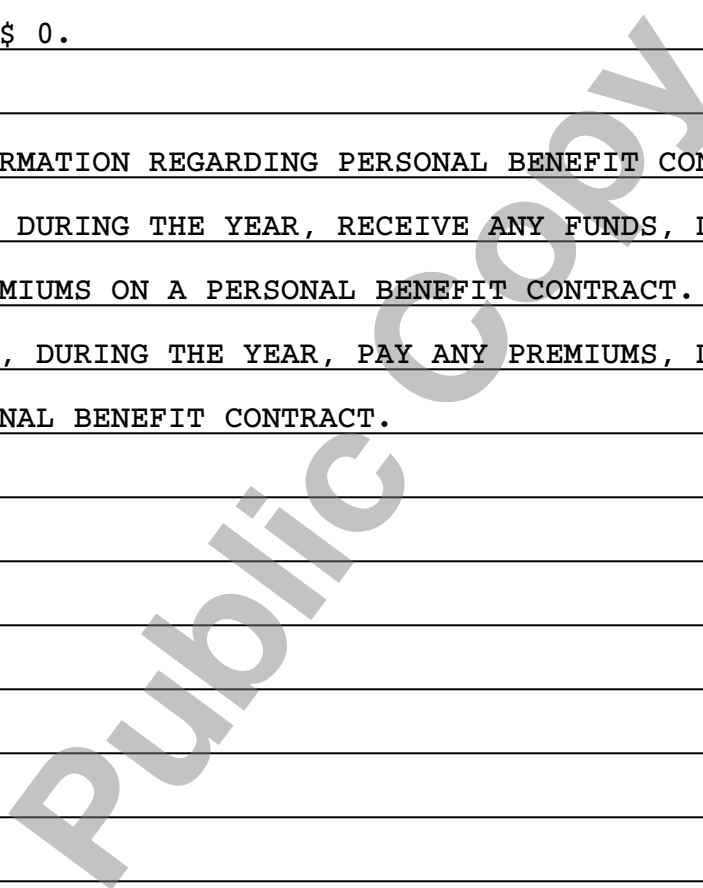 $ 0.
RMATION REGARDING PERSONAL BENEFIT CON
DURING THE YEAR, RECEIVE ANY FUNDS, D
MIUMS ON A PERSONAL BENEFIT CONTRACT.
, DURING THE YEAR, PAY ANY PREMIUMS, D
NAL BENEFIT CONTRACT.
Public Copy